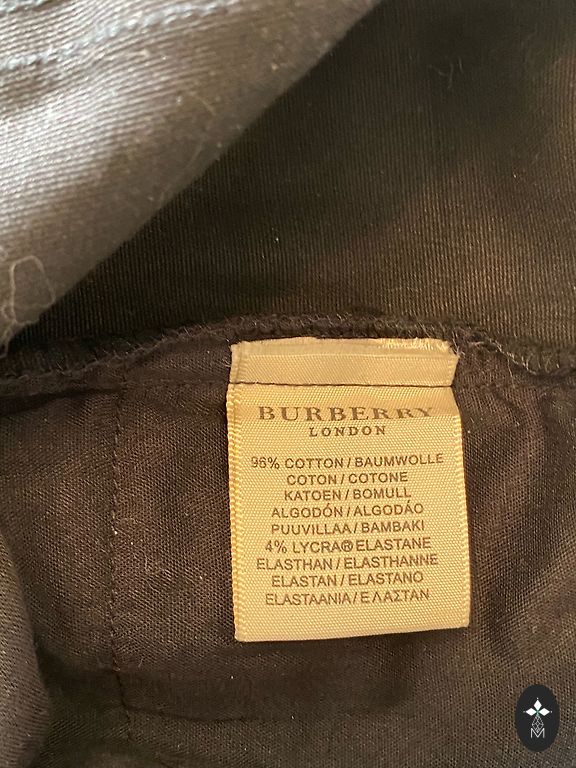 BURBERRY
LONDON
96% COTTON / BAUMWOLLE
COTON / COTONE
KATOEN / BOMULL
ALGODÓN / ALGODÃO
PUUVILLAA / BAMBAKI
4% LYCRA® ELASTANE
ELASTHAN / ELASTHANNE
ELASTAN / ELASTANO
ELASTAANIA / ΕΛΑΣΤΑΝ
M